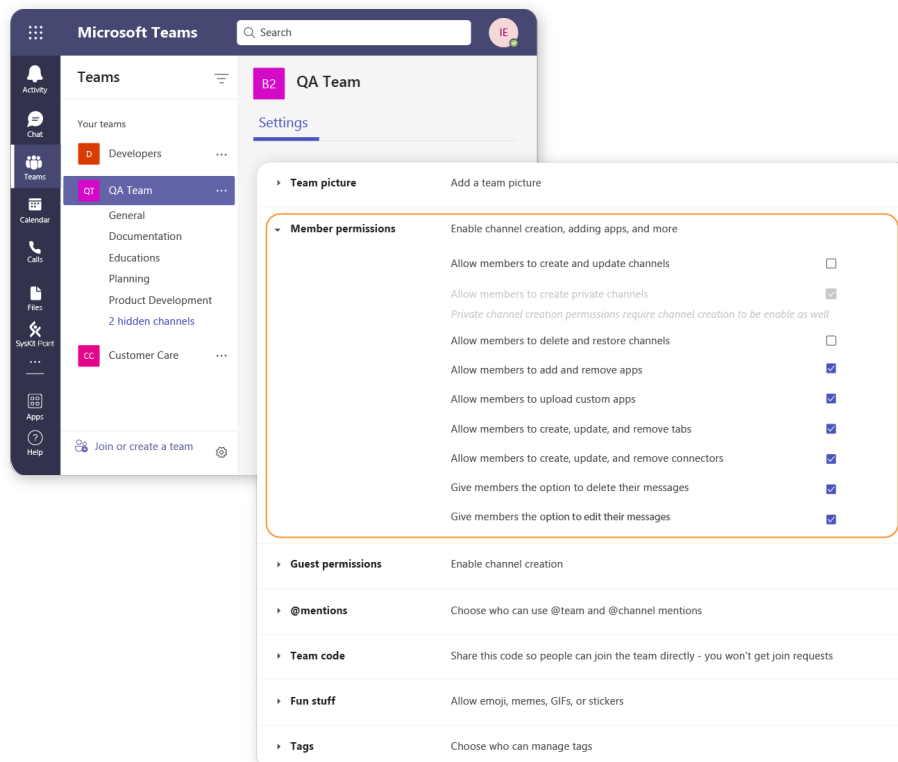 Microsoft Teams
Search
IE
Activity
Chat
Teams
Calendar
Calls
Files
SysKit Point
Apps
Help
Teams
Your teams
D Developers
QT QA Team
General
Documentation
Educations
Planning
Product Development
2 hidden channels
CC Customer Care
Join or create a team
B2 QA Team
Settings
Team picture Add a team picture
Member permissions Enable channel creation, adding apps, and more
Allow members to create and update channels
Allow members to create private channels
Private channel creation permissions require channel creation to be enable as well
Allow members to delete and restore channels
Allow members to add and remove apps
Allow members to upload custom apps
Allow members to create, update, and remove tabs
Allow members to create, update, and remove connectors
Give members the option to delete their messages
Give members the option to edit their messages
Guest permissions Enable channel creation
@mentions Choose who can use @team and @channel mentions
Team code Share this code so people can join the team directly - you won't get join requests
Fun stuff Allow emoji, memes, GIFs, or stickers
Tags Choose who can manage tags